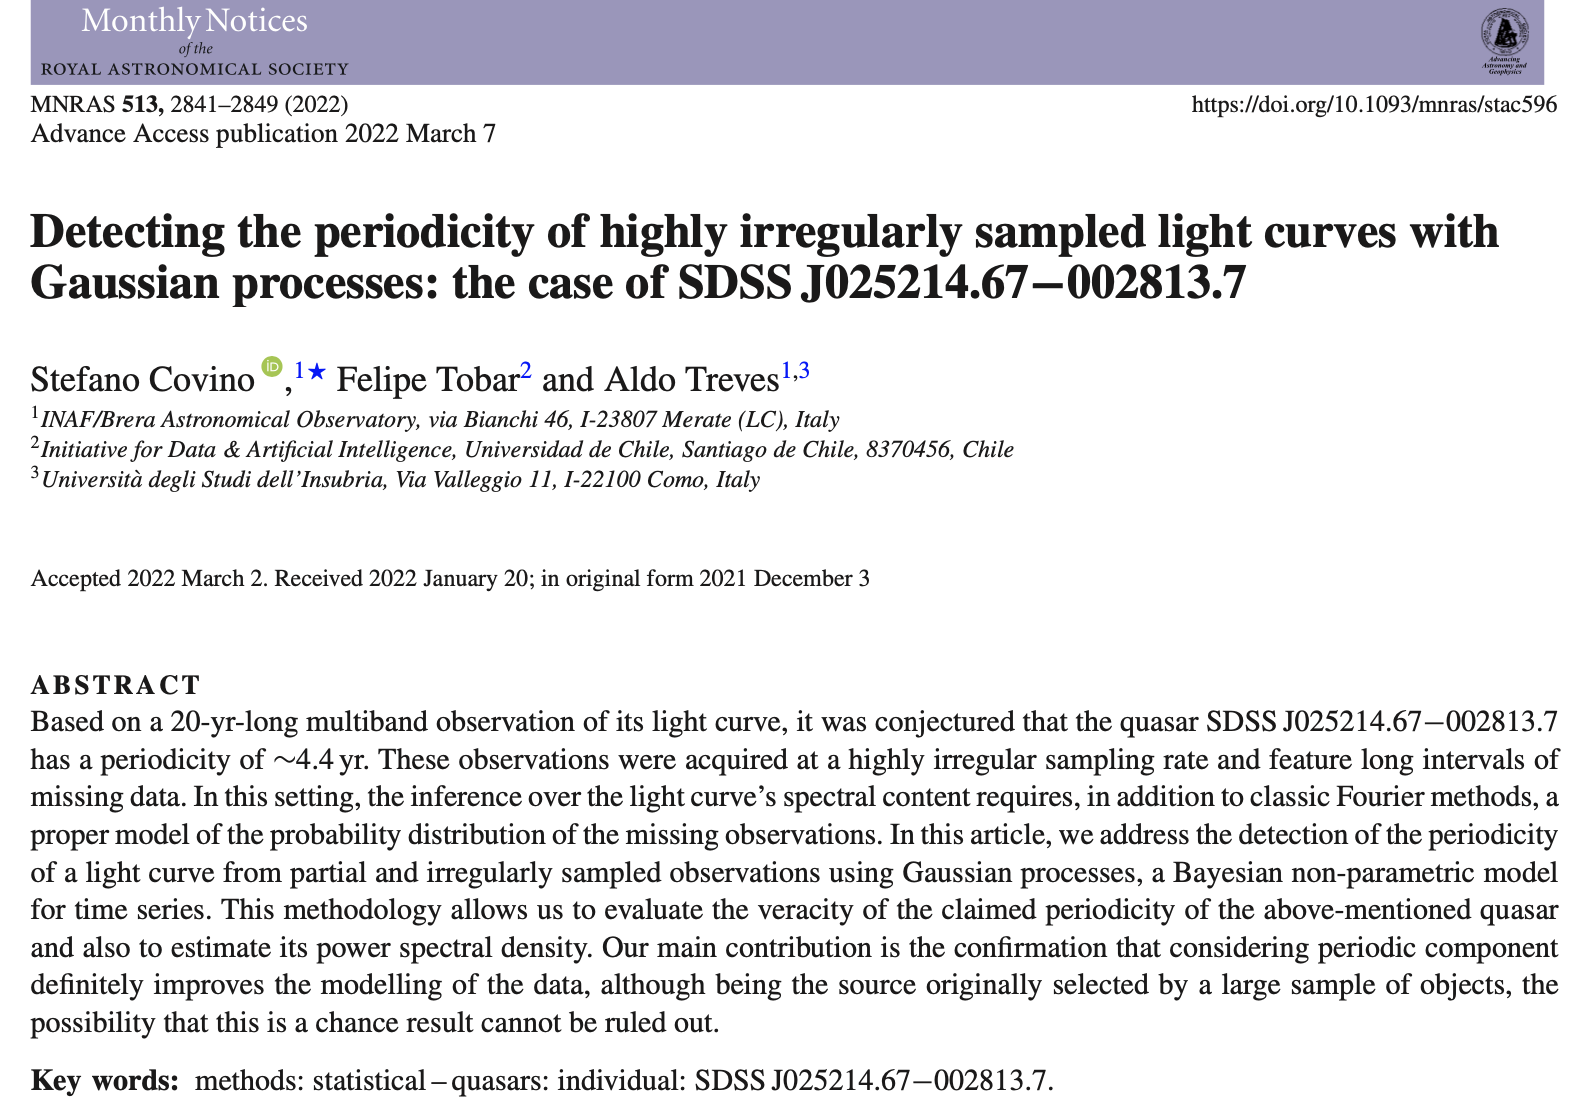 Monthly Notices
of the
ROYAL ASTRONOMICAL SOCIETY
Advancing
Astronomy and
Geophysics
MNRAS 513, 2841–2849 (2022)
https://doi.org/10.1093/mnras/stac596
Advance Access publication 2022 March 7
Detecting the periodicity of highly irregularly sampled light curves with
Gaussian processes: the case of SDSS J025214.67−002813.7
Stefano Covino iD,1★ Felipe Tobar2 and Aldo Treves1,3
1INAF/Brera Astronomical Observatory, via Bianchi 46, I-23807 Merate (LC), Italy
2Initiative for Data & Artificial Intelligence, Universidad de Chile, Santiago de Chile, 8370456, Chile
3Università degli Studi dell’Insubria, Via Valleggio 11, I-22100 Como, Italy
Accepted 2022 March 2. Received 2022 January 20; in original form 2021 December 3
ABSTRACT
Based on a 20-yr-long multiband observation of its light curve, it was conjectured that the quasar SDSS J025214.67−002813.7
has a periodicity of ∼4.4 yr. These observations were acquired at a highly irregular sampling rate and feature long intervals of
missing data. In this setting, the inference over the light curve’s spectral content requires, in addition to classic Fourier methods, a
proper model of the probability distribution of the missing observations. In this article, we address the detection of the periodicity
of a light curve from partial and irregularly sampled observations using Gaussian processes, a Bayesian non-parametric model
for time series. This methodology allows us to evaluate the veracity of the claimed periodicity of the above-mentioned quasar
and also to estimate its power spectral density. Our main contribution is the confirmation that considering periodic component
definitely improves the modelling of the data, although being the source originally selected by a large sample of objects, the
possibility that this is a chance result cannot be ruled out.
Key words: methods: statistical – quasars: individual: SDSS J025214.67−002813.7.